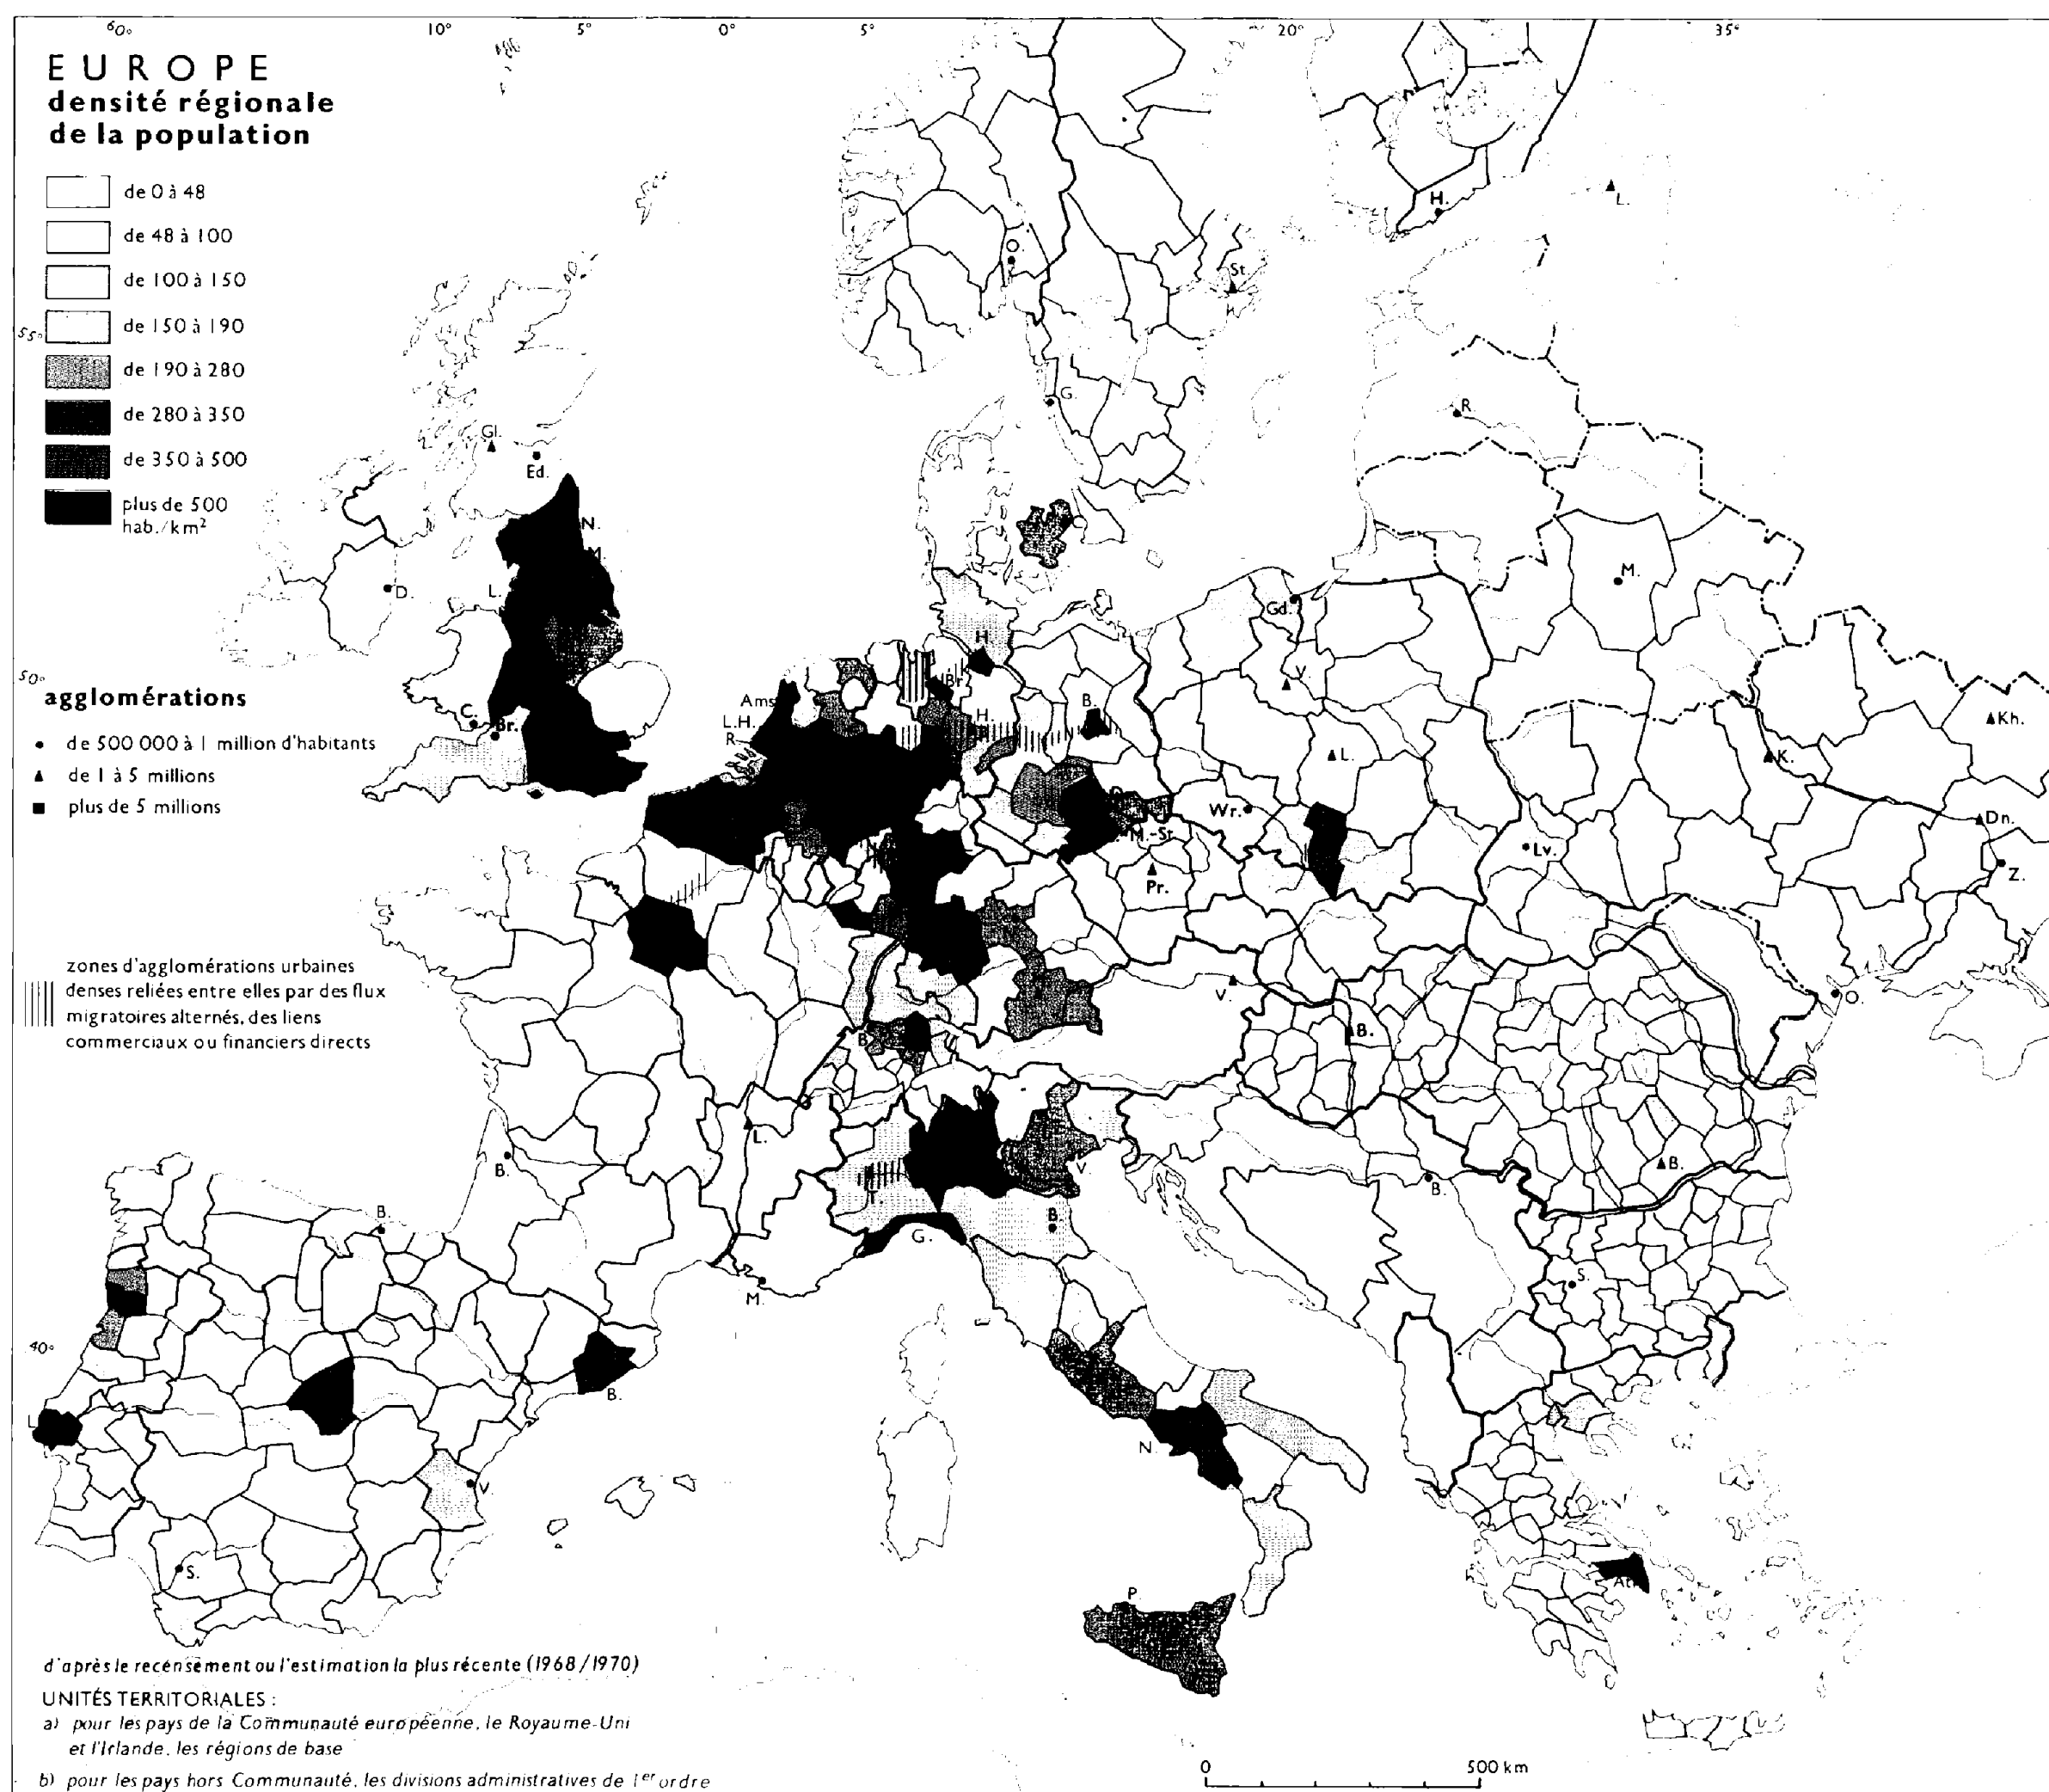 60°
10°
5°
0°
5°
20°
35°
EUROPE
densité régionale
de la population
de 0 à 48
de 48 à 100
de 100 à 150
de 150 à 190
de 190 à 280
de 280 à 350
de 350 à 500
plus de 500
hab./km²
55°
50°
40°
agglomérations
de 500 000 à 1 million d'habitants
de 1 à 5 millions
plus de 5 millions
zones d'agglomérations urbaines
denses reliées entre elles par des flux
migratoires alternés, des liens
commerciaux ou financiers directs
H.
L.
O.
St
G.
R.
Gl.
Ed.
N.
M.
D.
L.
C.
Br.
M.
Gd.
H.
V.
Br.
Ams
L.H.
R
H.
B.
Kh.
K.
L.
Dn.
Wr.
M.-St
Lv.
Pr.
Z.
V.
O.
B.
B
L.
B.
V.
T.
B.
B.
B.
G.
B.
S.
M.
B.
L
N.
V
S.
P.
At
d'après le recensement ou l'estimation la plus récente (1968/1970)
UNITÉS TERRITORIALES :
a) pour les pays de la Communauté européenne, le Royaume-Uni
et l'Irlande, les régions de base
b) pour les pays hors Communauté, les divisions administratives de 1er ordre
0 500 km